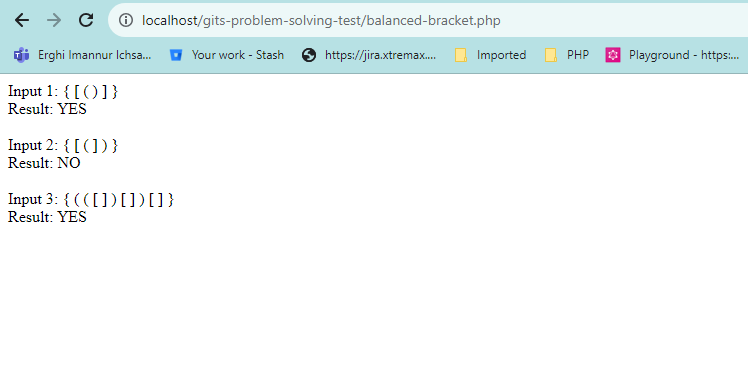 localhost/gits-problem-solving-test/balanced-bracket.php
Erghi Imannur Ichsa... Your work - Stash https://jira.xtremax.... Imported PHP Playground - https:...
Input 1: { [ ( ) ] }
Result: YES
Input 2: { [ ( ] ) }
Result: NO
Input 3: { ( ( [ ] ) [ ] ) [ ] }
Result: YES